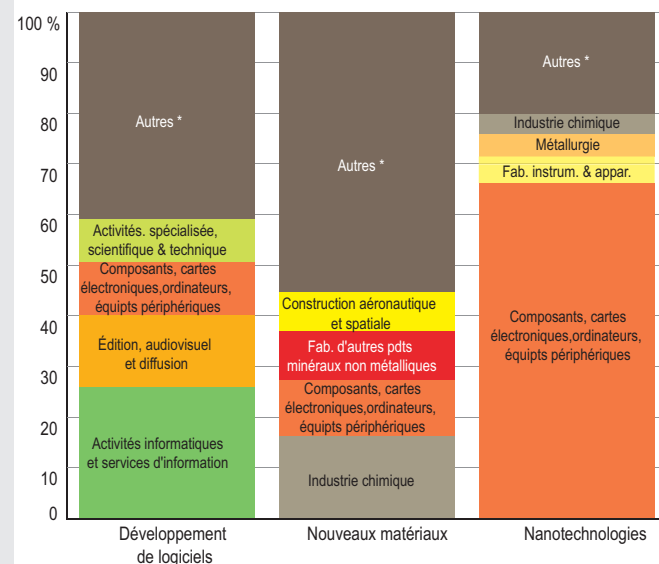 100 %
90
80
70
60
50
40
30
20
10
0
Autres *
Activités. spécialisée,
scientifique & technique
Composants, cartes
électroniques,ordinateurs,
équipts périphériques
Édition, audiovisuel
et diffusion
Activités informatiques
et services d'information
Développement
de logiciels
Autres *
Construction aéronautique
et spatiale
Fab. d'autres pdts
minéraux non métalliques
Composants, cartes
électroniques,ordinateurs,
équipts périphériques
Industrie chimique
Nouveaux matériaux
Autres *
Industrie chimique
Métallurgie
Fab. instrum. & appar.
Composants, cartes
électroniques,ordinateurs,
équipts périphériques
Nanotechnologies